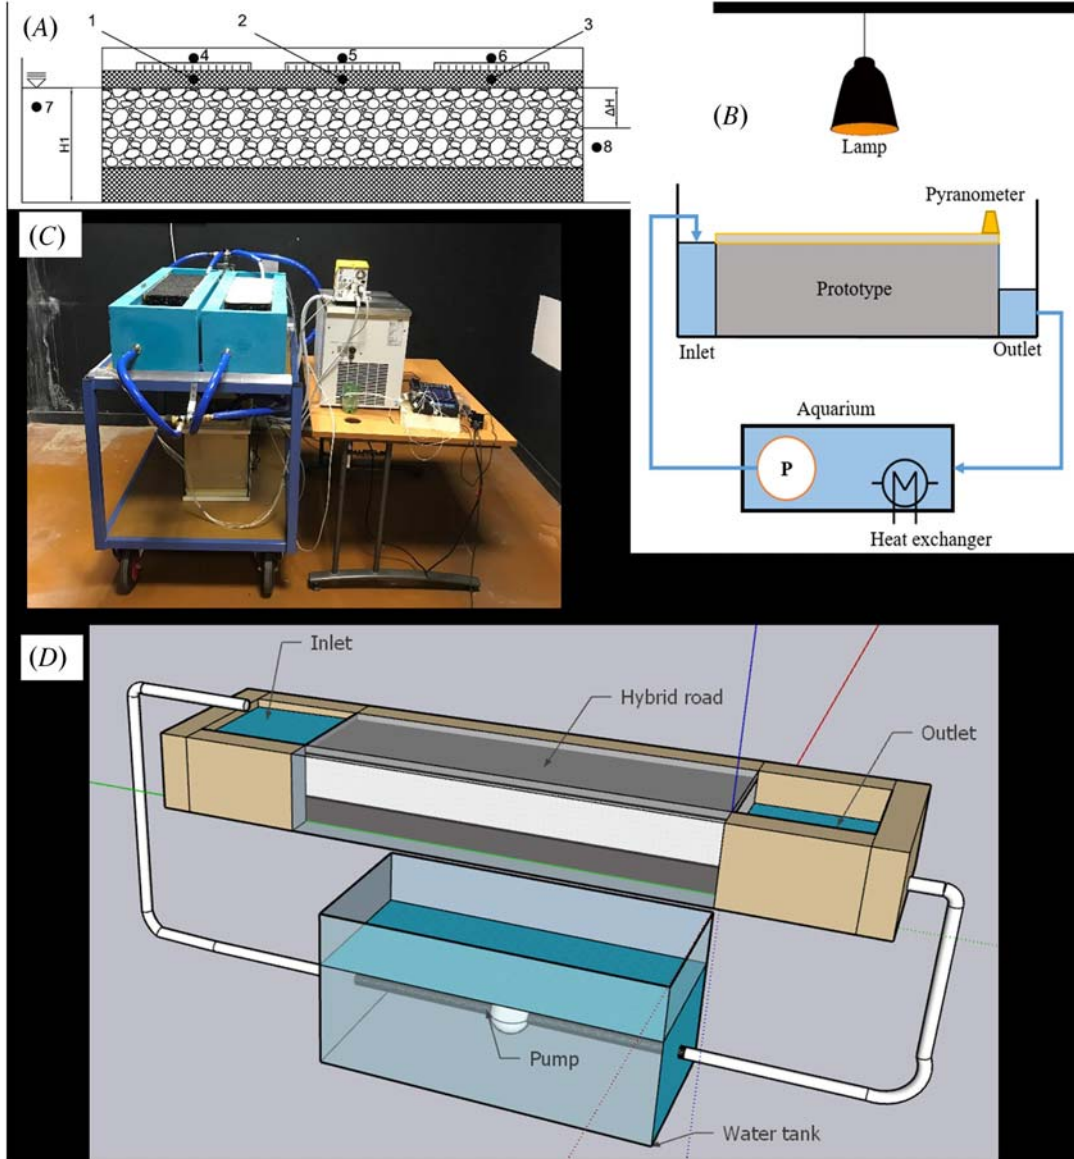 (A)
1
2
3
4
5
6
7
H1
ΔH
8
(B)
Lamp
Pyranometer
Prototype
Inlet
Outlet
Aquarium
P
Heat exchanger
(C)
(D)
Inlet
Hybrid road
Outlet
Pump
Water tank